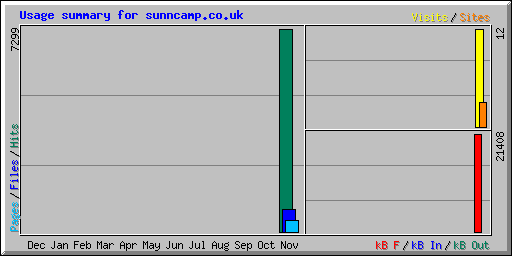 Usage summary for sunncamp.co.uk
Visits/Sites
7299
12
21408
Pages/Files/Hits
Dec Jan Feb Mar Apr May Jun Jul Aug Sep Oct Nov
kB F/kB In/kB Out